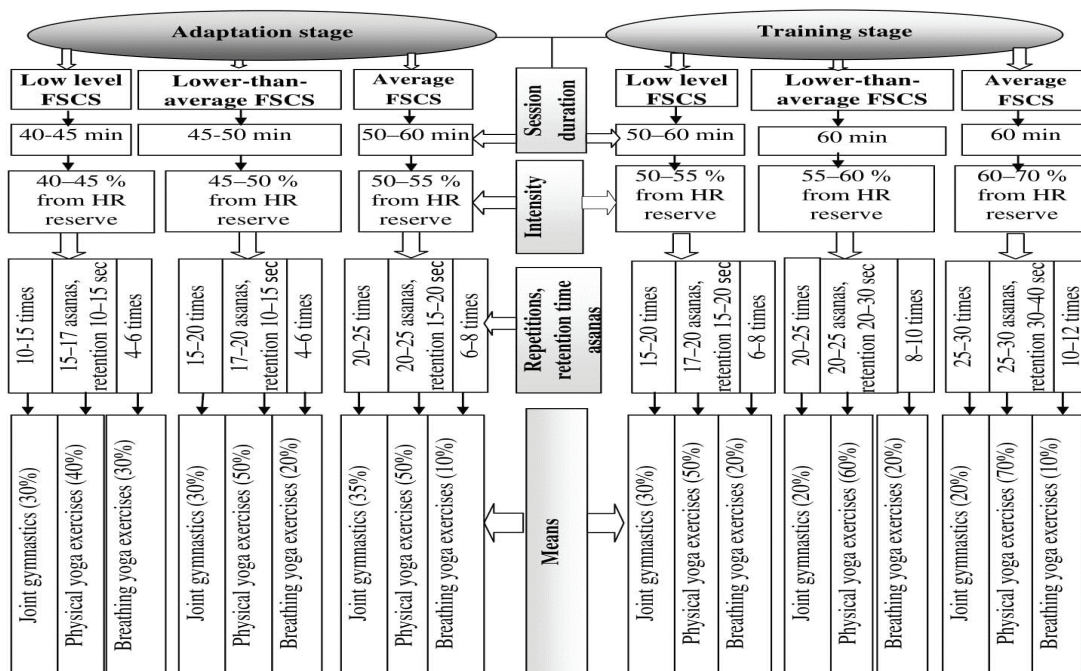 Adaptation stage
Training stage
Low level
FSCS
Lower-than-
average FSCS
Average
FSCS
Session
duration
Low level
FSCS
Lower-than-
average FSCS
Average
FSCS
40-45 min
45-50 min
50–60 min
50–60 min
60 min
60 min
40–45 %
from HR
reserve
45–50 %
from HR
reserve
50–55 %
from HR
reserve
Intensity
50–55 %
from HR
reserve
55–60 %
from HR
reserve
60–70 %
from HR
reserve
10-15 times
15–17 asanas,
retention 10–15 sec
4–6 times
15–20 times
17–20 asanas,
retention 10–15 sec
4–6 times
20–25 times
20–25 asanas,
retention 15–20 sec
6–8 times
Repetitions,
retention time
asanas
15–20 times
17–20 asanas,
retention 15–20 sec
6–8 times
20–25 times
20–25 asanas,
retention 20–30 sec
8–10 times
25–30 times
25–30 asanas,
retention 30–40 sec
10–12 times
Joint gymnastics (30%)
Physical yoga exercises (40%)
Breathing yoga exercises (30%)
Joint gymnastics (30%)
Physical yoga exercises (50%)
Breathing yoga exercises (20%)
Joint gymnastics (35%)
Physical yoga exercises (50%)
Breathing yoga exercises (10%)
Means
Joint gymnastics (30%)
Physical yoga exercises (50%)
Breathing yoga exercises (20%)
Joint gymnastics (20%)
Physical yoga exercises (60%)
Breathing yoga exercises (20%)
Joint gymnastics (20%)
Physical yoga exercises (70%)
Breathing yoga exercises (10%)